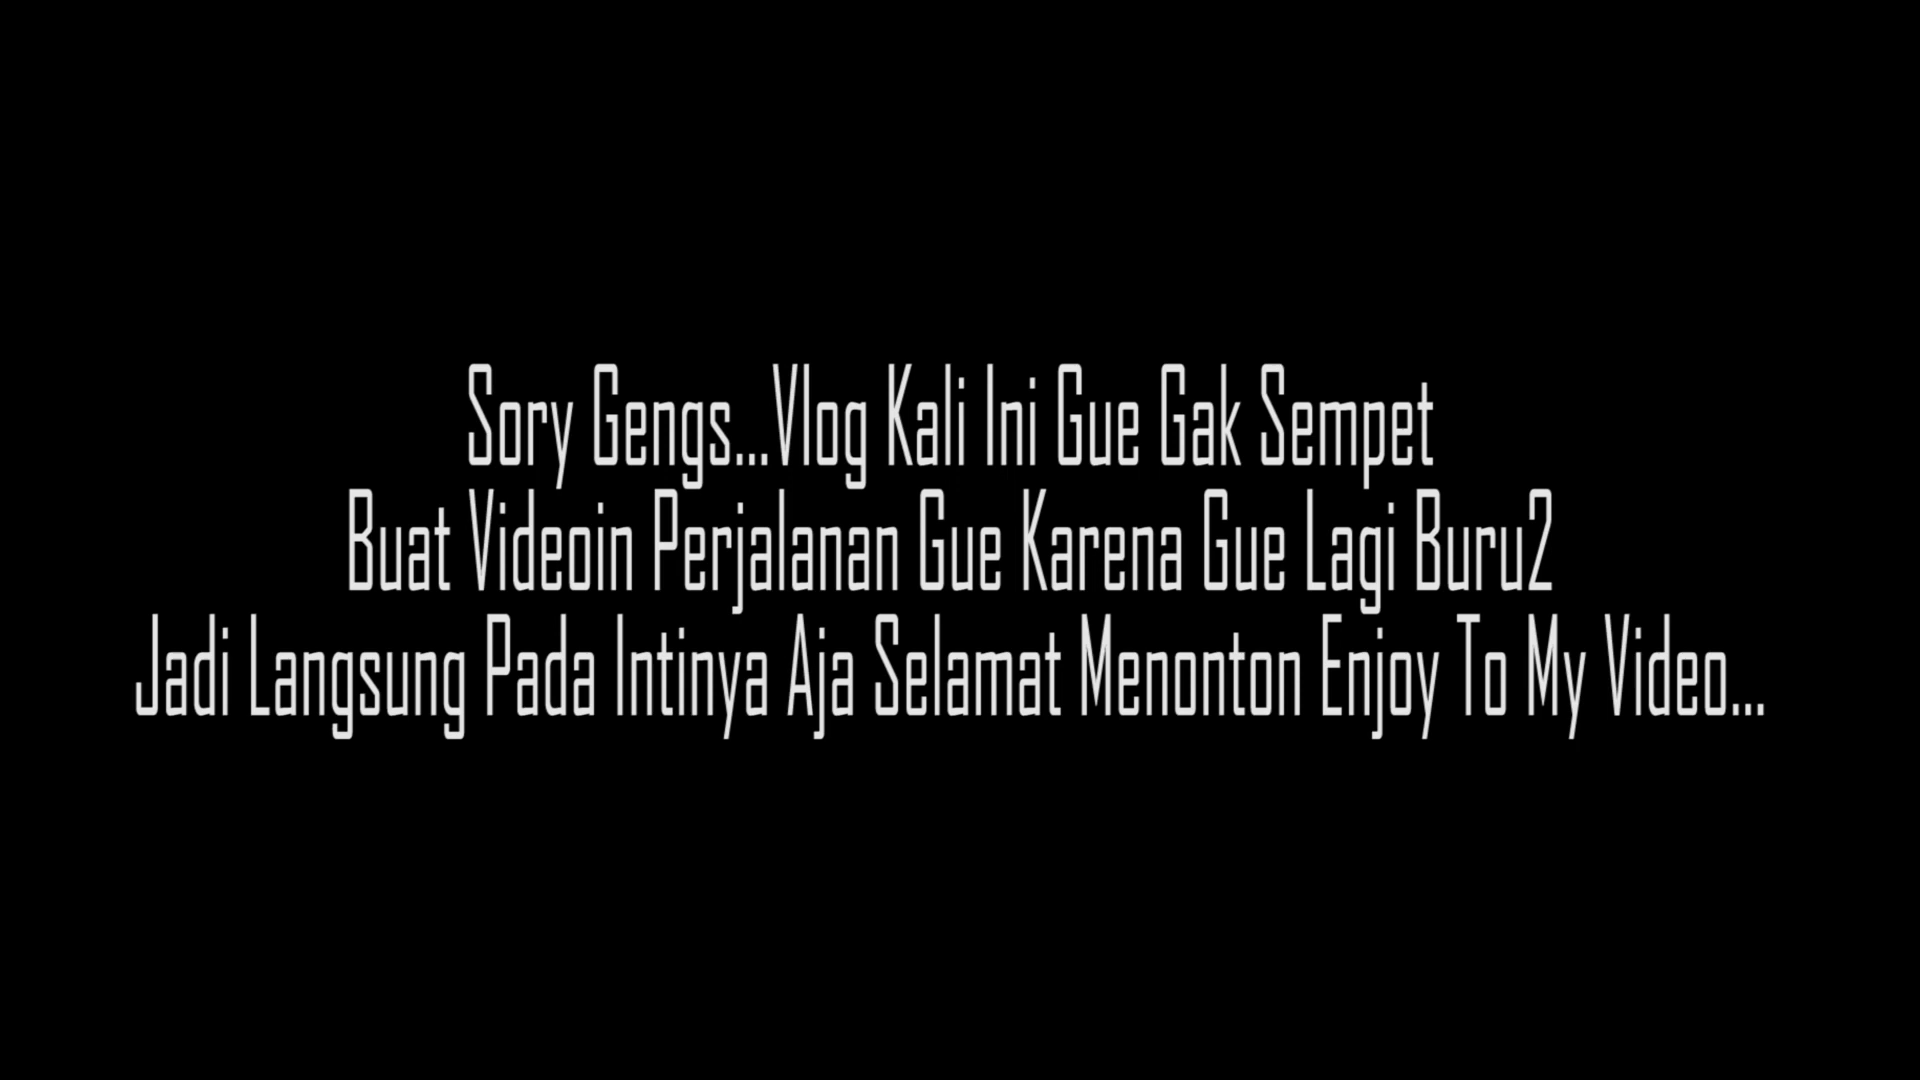 Sory Gengs...Vlog Kali Ini Gue Gak Sempet
Buat Videoin Perjalanan Gue Karena Gue Lagi Buru2
Jadi Langsung Pada Intinya Aja Selamat Menonton Enjoy To My Video...